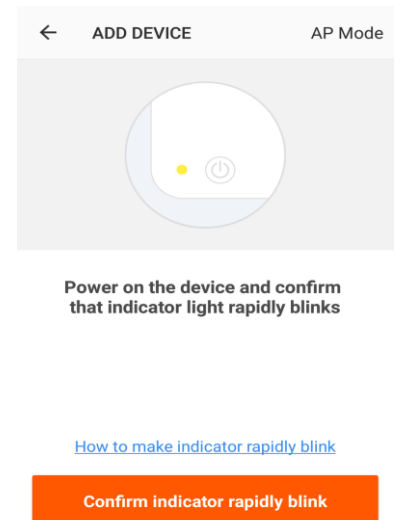 ADD DEVICE AP Mode
Power on the device and confirm
that indicator light rapidly blinks
How to make indicator rapidly blink
Confirm indicator rapidly blink